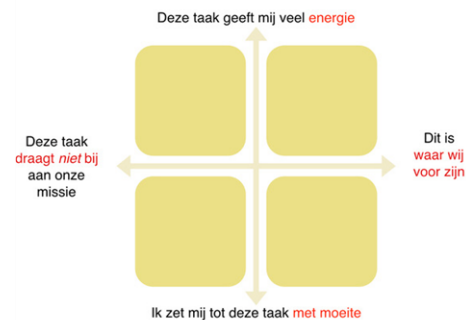 Deze taak geeft mij veel energie
Deze taak
draagt niet bij
aan onze
missie
Dit is
waar wij
voor zijn
Ik zet mij tot deze taak met moeite